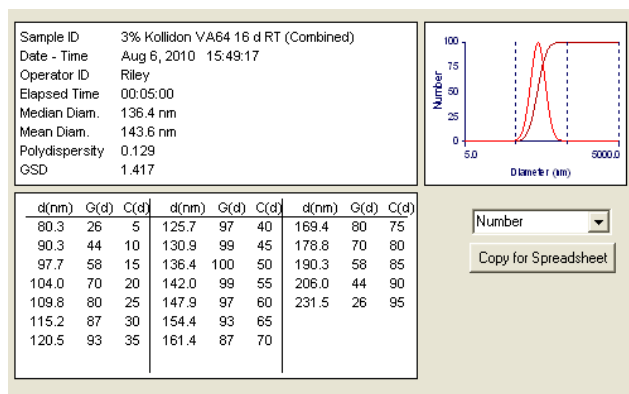 Sample ID 3% Kollidon VA64 16 d RT (Combined)
Date - Time Aug 6, 2010 15:49:17
Operator ID Riley
Elapsed Time 00:05:00
Median Diam. 136.4 nm
Mean Diam. 143.6 nm
Polydispersity 0.129
GSD 1.417
100
75
50
25
0
Number
5.0 5000.0
Diameter (nm)
d(nm) G(d) C(d) d(nm) G(d) C(d) d(nm) G(d) C(d)
80.3 26 5 125.7 97 40 169.4 80 75
90.3 44 10 130.9 99 45 178.8 70 80
97.7 58 15 136.4 100 50 190.3 58 85
104.0 70 20 142.0 99 55 206.0 44 90
109.8 80 25 147.9 97 60 231.5 26 95
115.2 87 30 154.4 93 65
120.5 93 35 161.4 87 70
Number
Copy for Spreadsheet